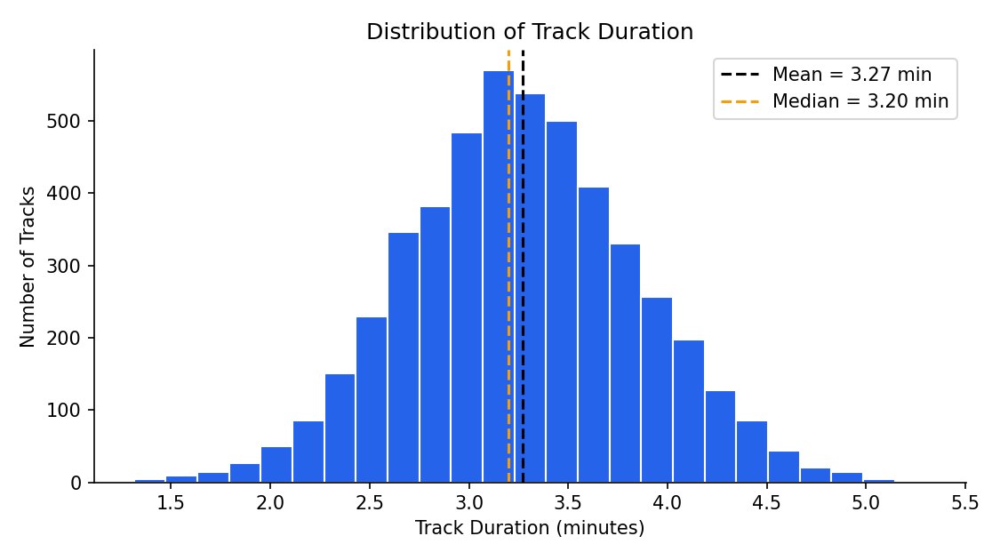 Distribution of Track Duration
Mean = 3.27 min
Median = 3.20 min
Number of Tracks
500
400
300
200
100
0
1.5 2.0 2.5 3.0 3.5 4.0 4.5 5.0 5.5
Track Duration (minutes)